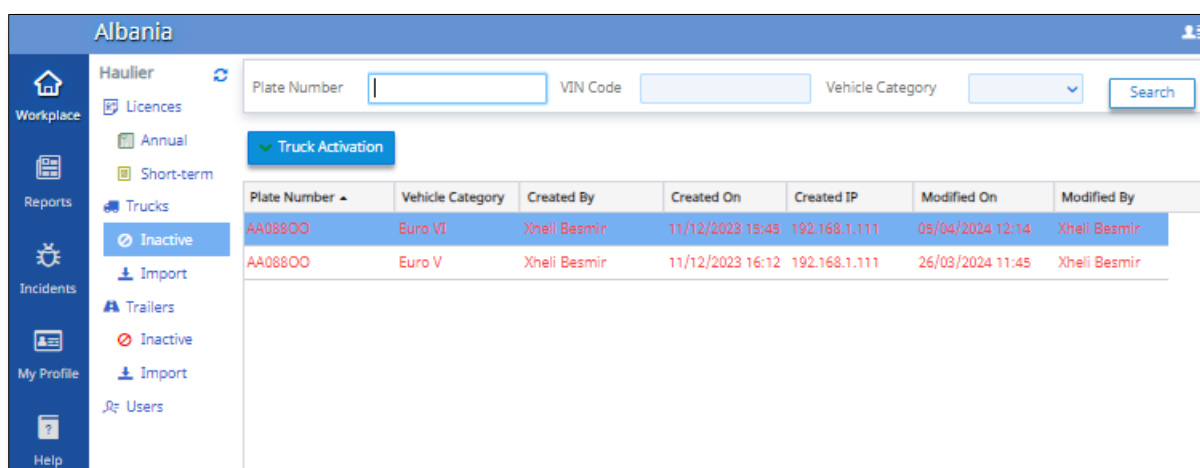 Albania
Workplace
Reports
Incidents
My Profile
Help
Haulier
Licences
Annual
Short-term
Trucks
Inactive
Import
Trailers
Inactive
Import
Users
Plate Number VIN Code Vehicle Category Search
Truck Activation
Plate Number Vehicle Category Created By Created On Created IP Modified On Modified By
AA088OO Euro VI Xheli Besmir 11/12/2023 15:45 192.168.1.111 05/04/2024 12:14 Xheli Besmir
AA088OO Euro V Xheli Besmir 11/12/2023 16:12 192.168.1.111 26/03/2024 11:45 Xheli Besmir